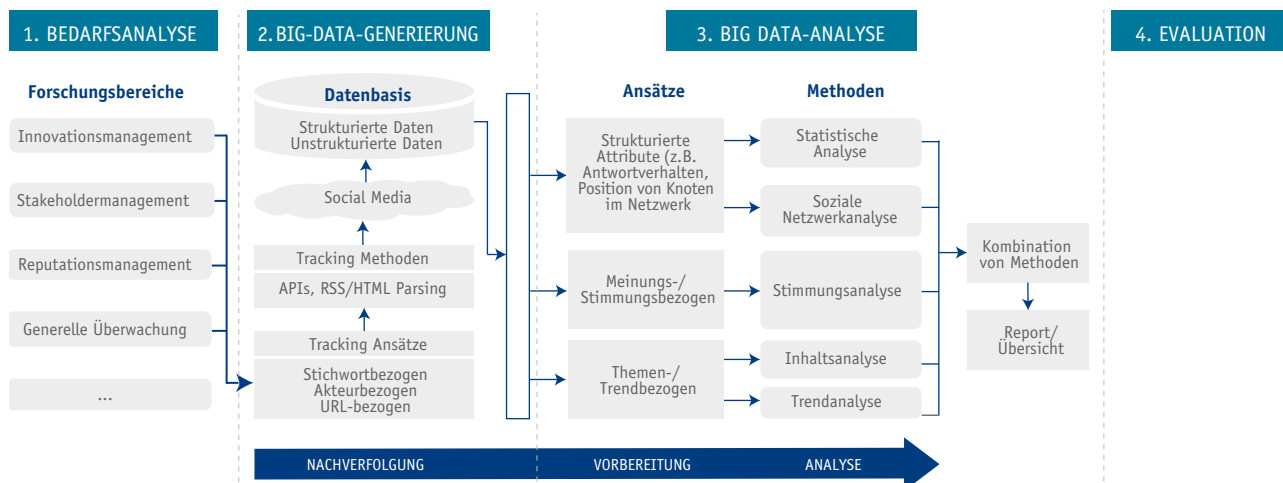 1. BEDARFSANALYSE
2. BIG-DATA-GENERIERUNG
3. BIG DATA-ANALYSE
4. EVALUATION
Forschungsbereiche
Innovationsmanagement
Stakeholdermanagement
Reputationsmanagement
Generelle Überwachung
...
Datenbasis
Strukturierte Daten
Unstrukturierte Daten
Social Media
Tracking Methoden
APIs, RSS/HTML Parsing
Tracking Ansätze
Stichwortbezogen
Akteurbezogen
URL-bezogen
Ansätze
Strukturierte
Attribute (z.B.
Antwortverhalten,
Position von Knoten
im Netzwerk
Meinungs-/
Stimmungsbezogen
Themen-/
Trendbezogen
Methoden
Statistische
Analyse
Soziale
Netzwerkanalyse
Stimmungsanalyse
Inhaltsanalyse
Trendanalyse
Kombination
von Methoden
Report/
Übersicht
NACHVERFOLGUNG
VORBEREITUNG
ANALYSE